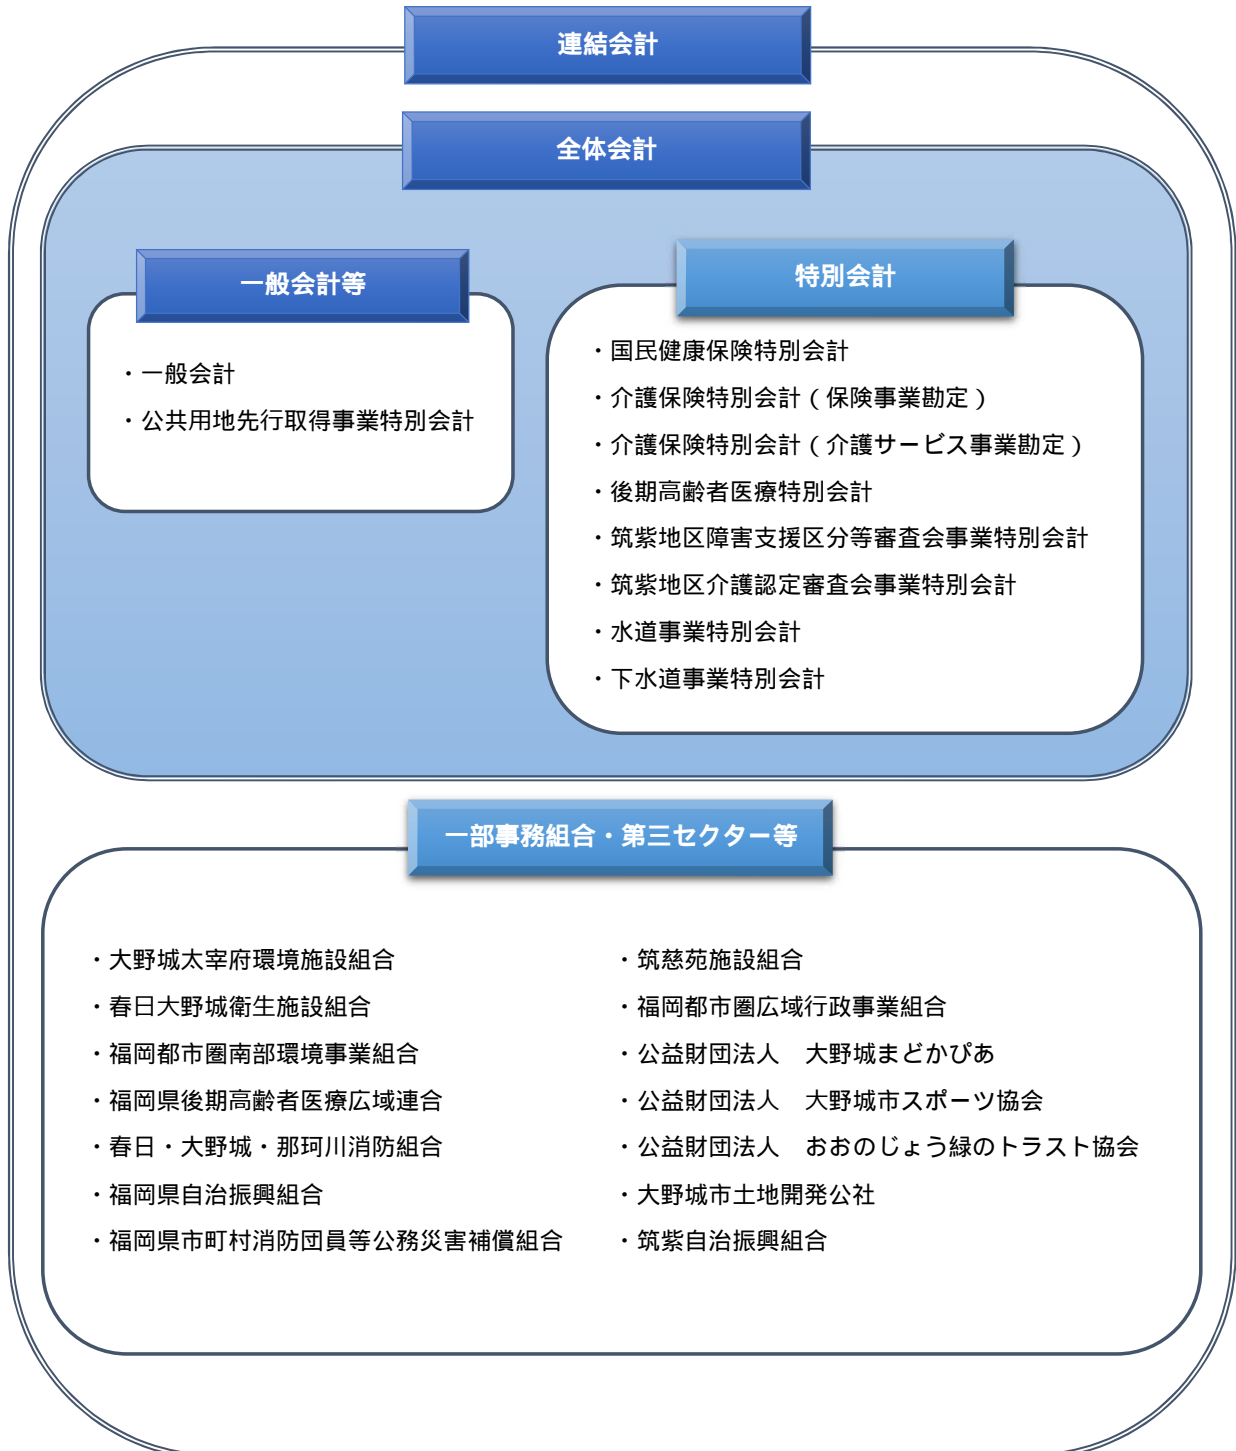 連結会計
全体会計
一般会計等
・一般会計
・公共用地先行取得事業特別会計
特別会計
・国民健康保険特別会計
・介護保険特別会計（保険事業勘定）
・介護保険特別会計（介護サービス事業勘定）
・後期高齢者医療特別会計
・筑紫地区障害支援区分等審査会事業特別会計
・筑紫地区介護認定審査会事業特別会計
・水道事業特別会計
・下水道事業特別会計
一部事務組合・第三セクター等
・大野城太宰府環境施設組合
・春日大野城衛生施設組合
・福岡都市圏南部環境事業組合
・福岡県後期高齢者医療広域連合
・春日・大野城・那珂川消防組合
・福岡県自治振興組合
・福岡県市町村消防団員等公務災害補償組合
・筑慈苑施設組合
・福岡都市圏広域行政事業組合
・公益財団法人　大野城まどかぴあ
・公益財団法人　大野城市スポーツ協会
・公益財団法人　おおのじょう緑のトラスト協会
・大野城市土地開発公社
・筑紫自治振興組合